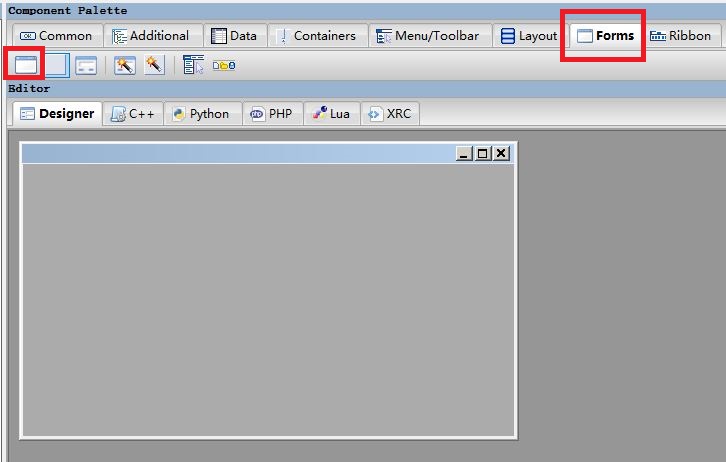 Component Palette
Common Additional Data Containers Menu/Toolbar Layout Forms Ribbon
Editor
Designer C++ Python PHP Lua XRC